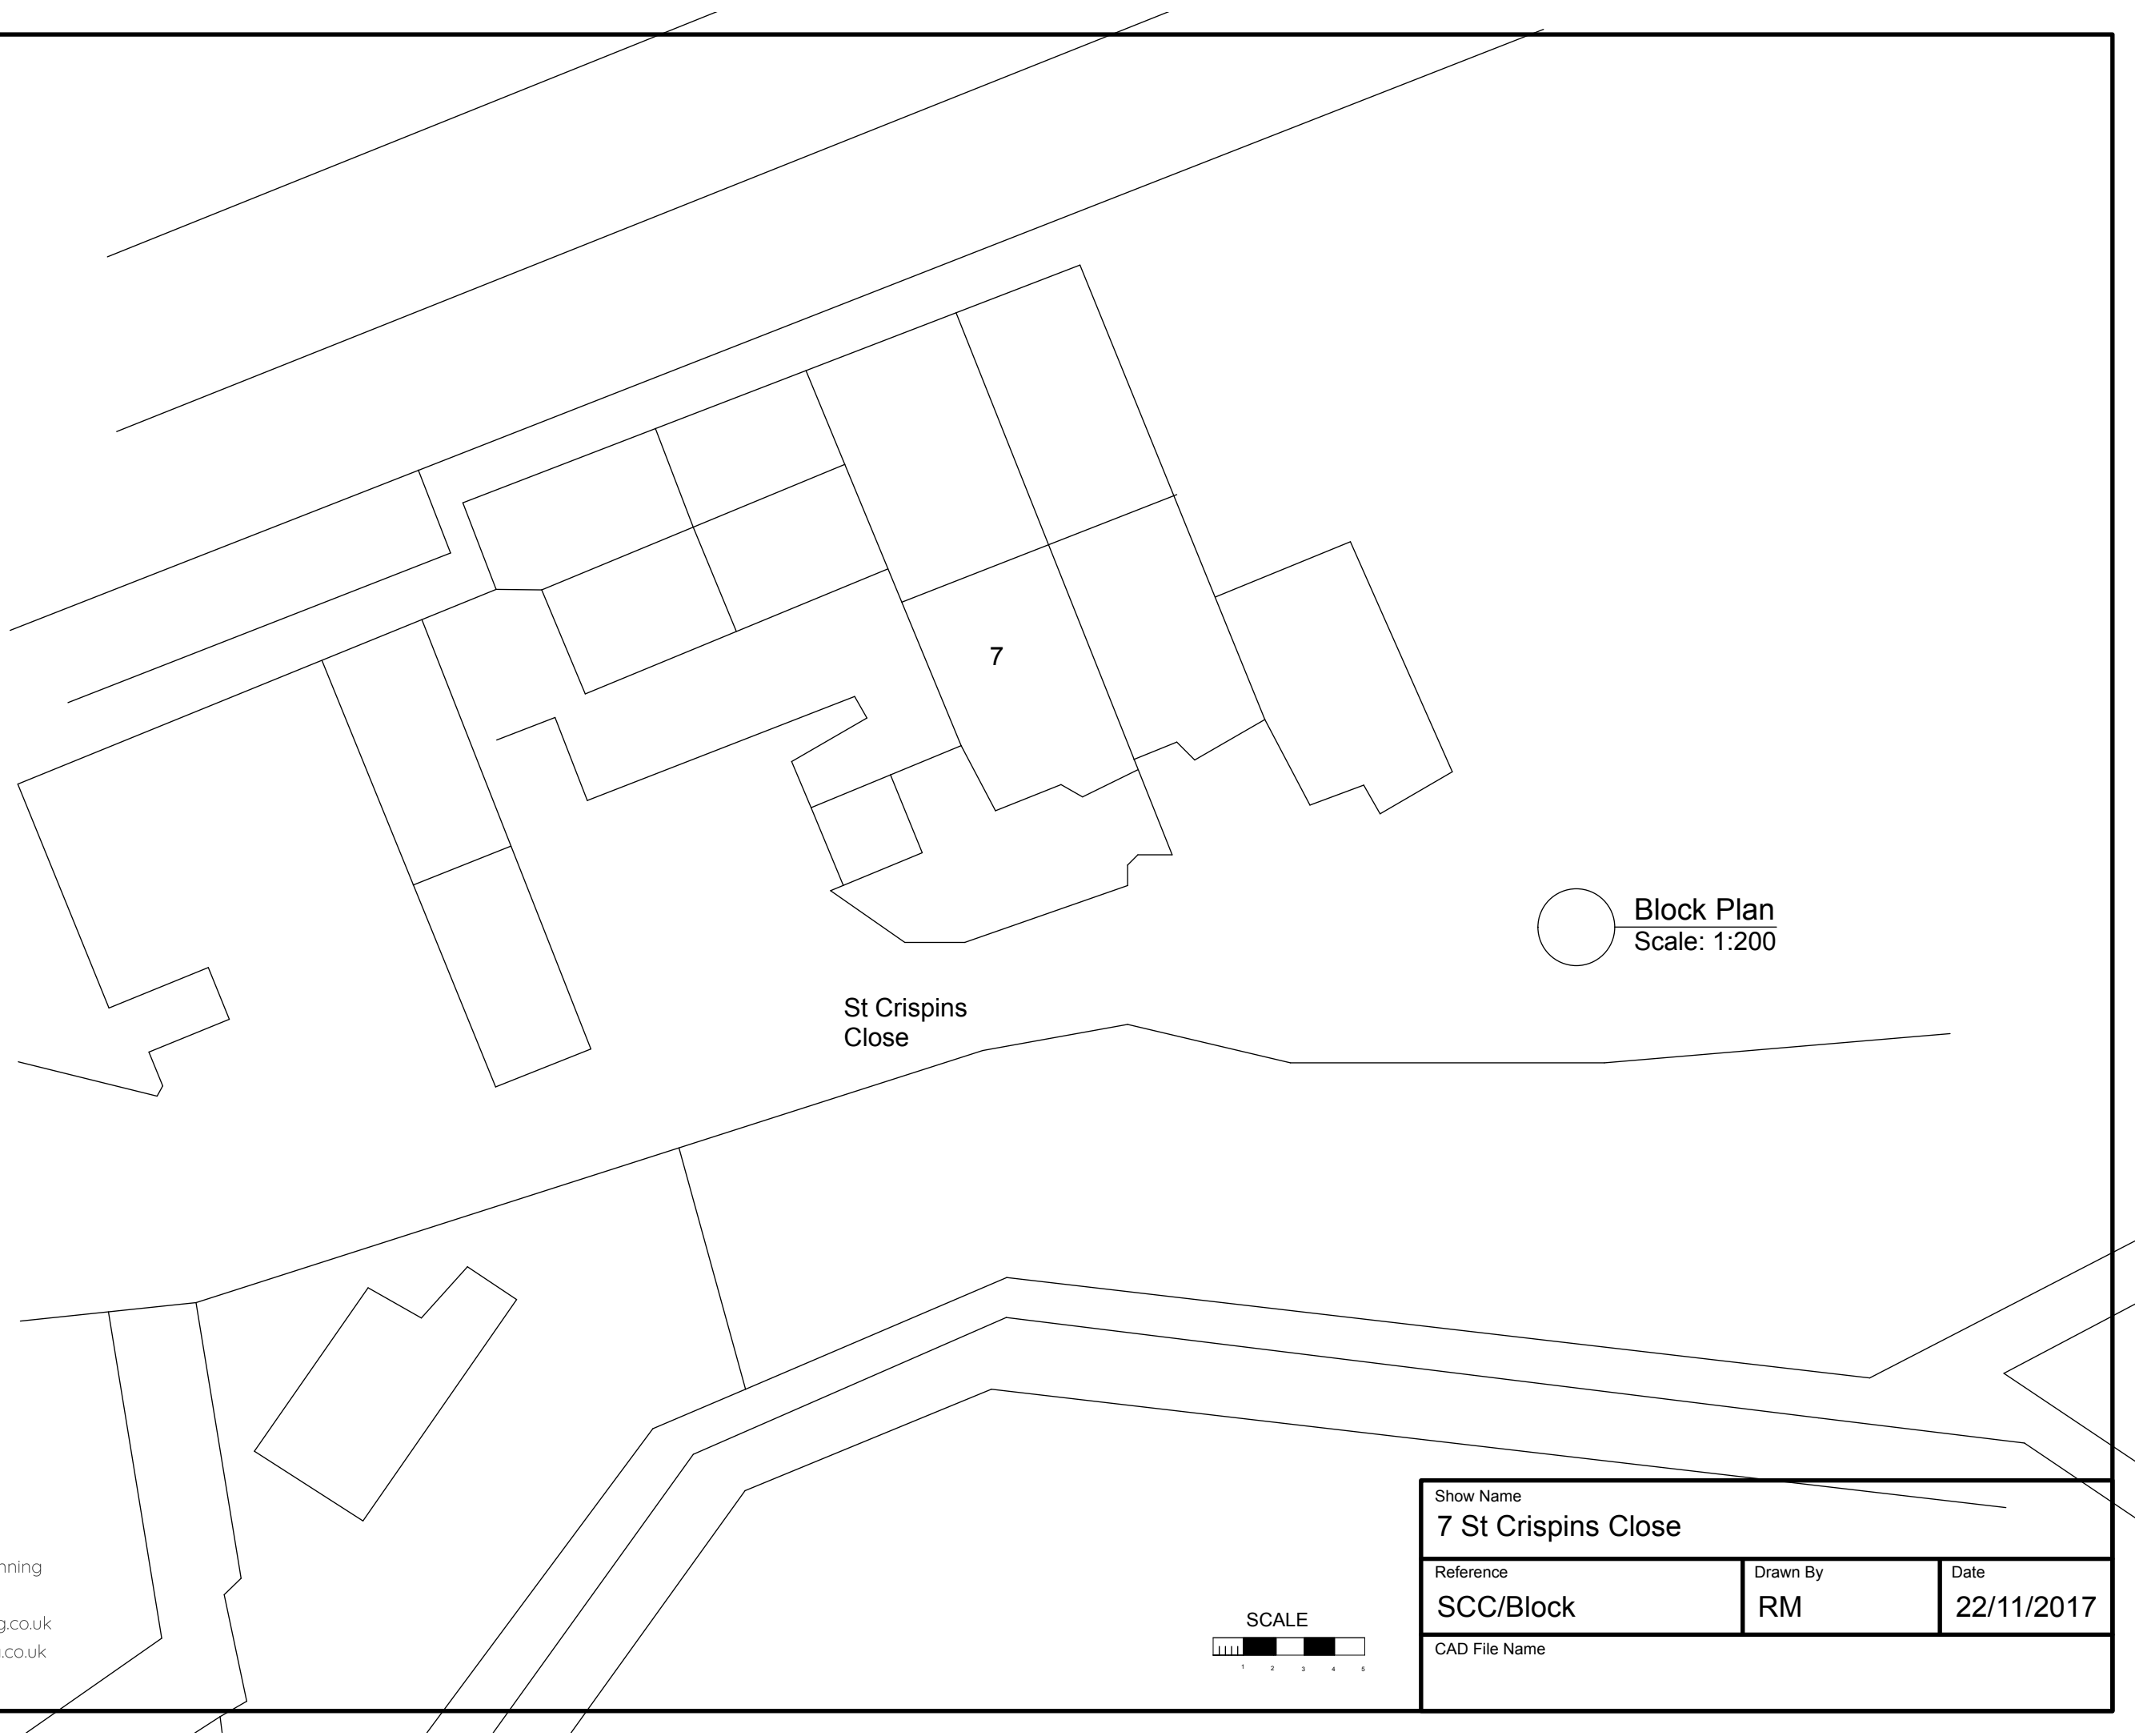 7
Block Plan
Scale: 1:200
St Crispins
Close
nning
g.co.uk
.co.uk
SCALE
1 2 3 4 5
Show Name
7 St Crispins Close
Reference
SCC/Block
Drawn By
RM
Date
22/11/2017
CAD File Name